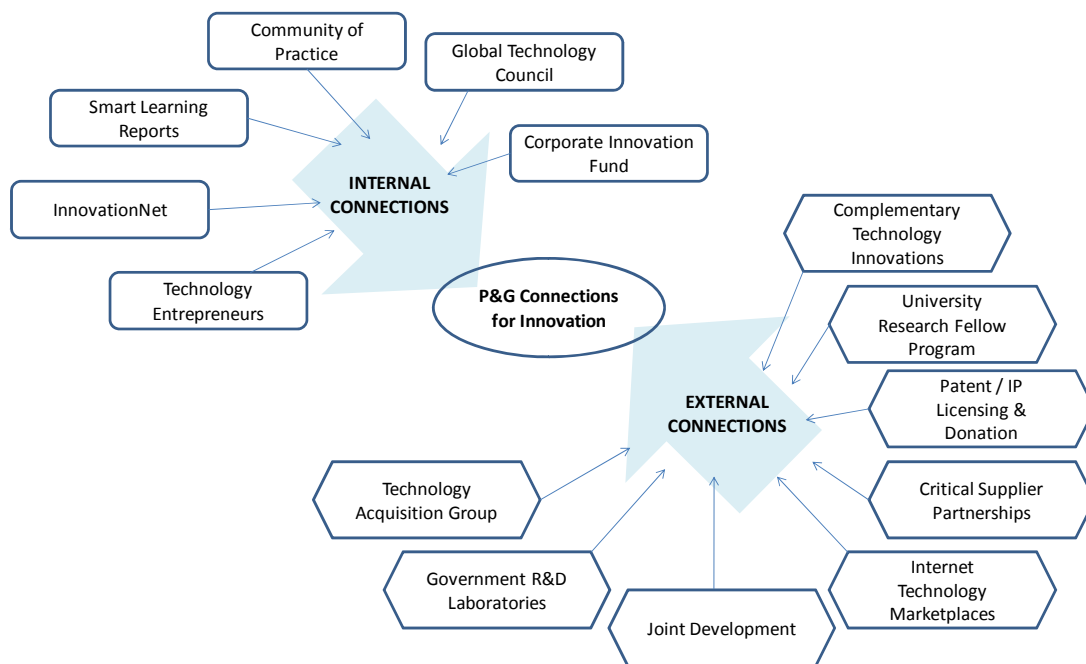 Community of
Practice
Global Technology
Council
Smart Learning
Reports
Corporate Innovation
Fund
INTERNAL
CONNECTIONS
InnovationNet
Technology
Entrepreneurs
P&G Connections
for Innovation
Complementary
Technology
Innovations
University
Research Fellow
Program
Patent / IP
Licensing &
Donation
EXTERNAL
CONNECTIONS
Critical Supplier
Partnerships
Technology
Acquisition Group
Government R&D
Laboratories
Joint Development
Internet
Technology
Marketplaces